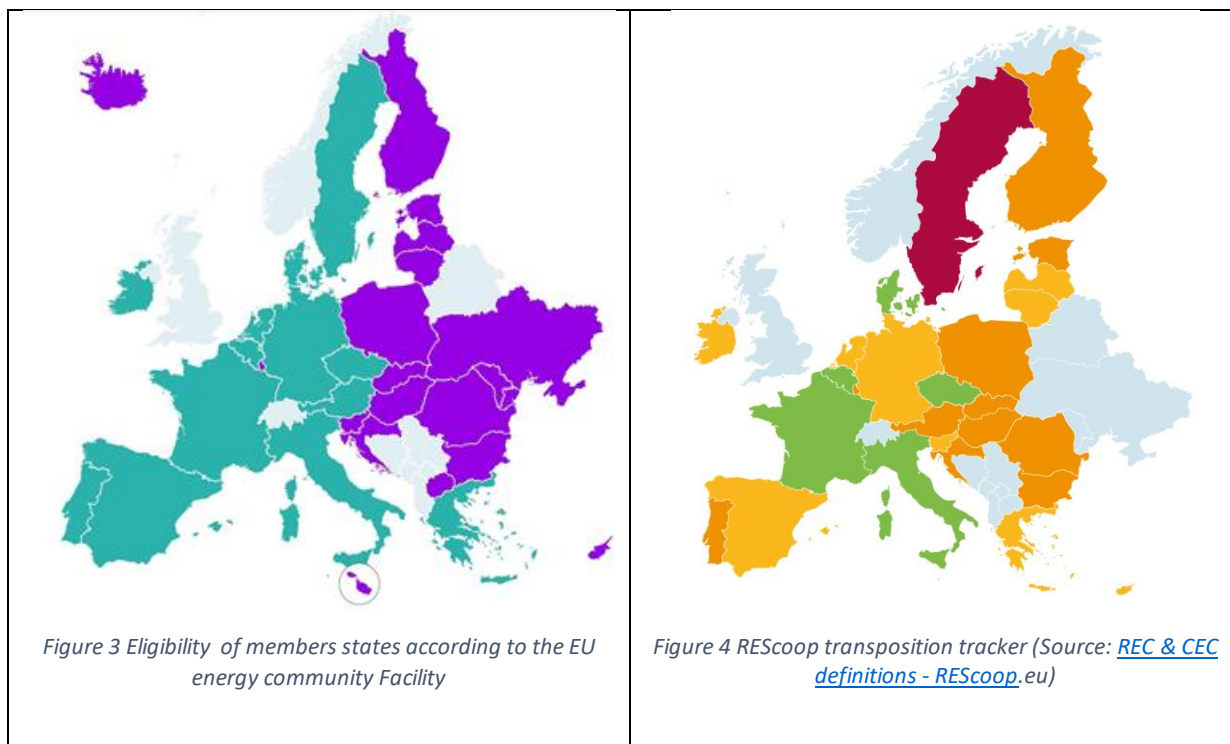 Figure 3 Eligibility of members states according to the EU
energy community Facility
Figure 4 REScoop transposition tracker (Source: REC & CEC
definitions - REScoop.eu)